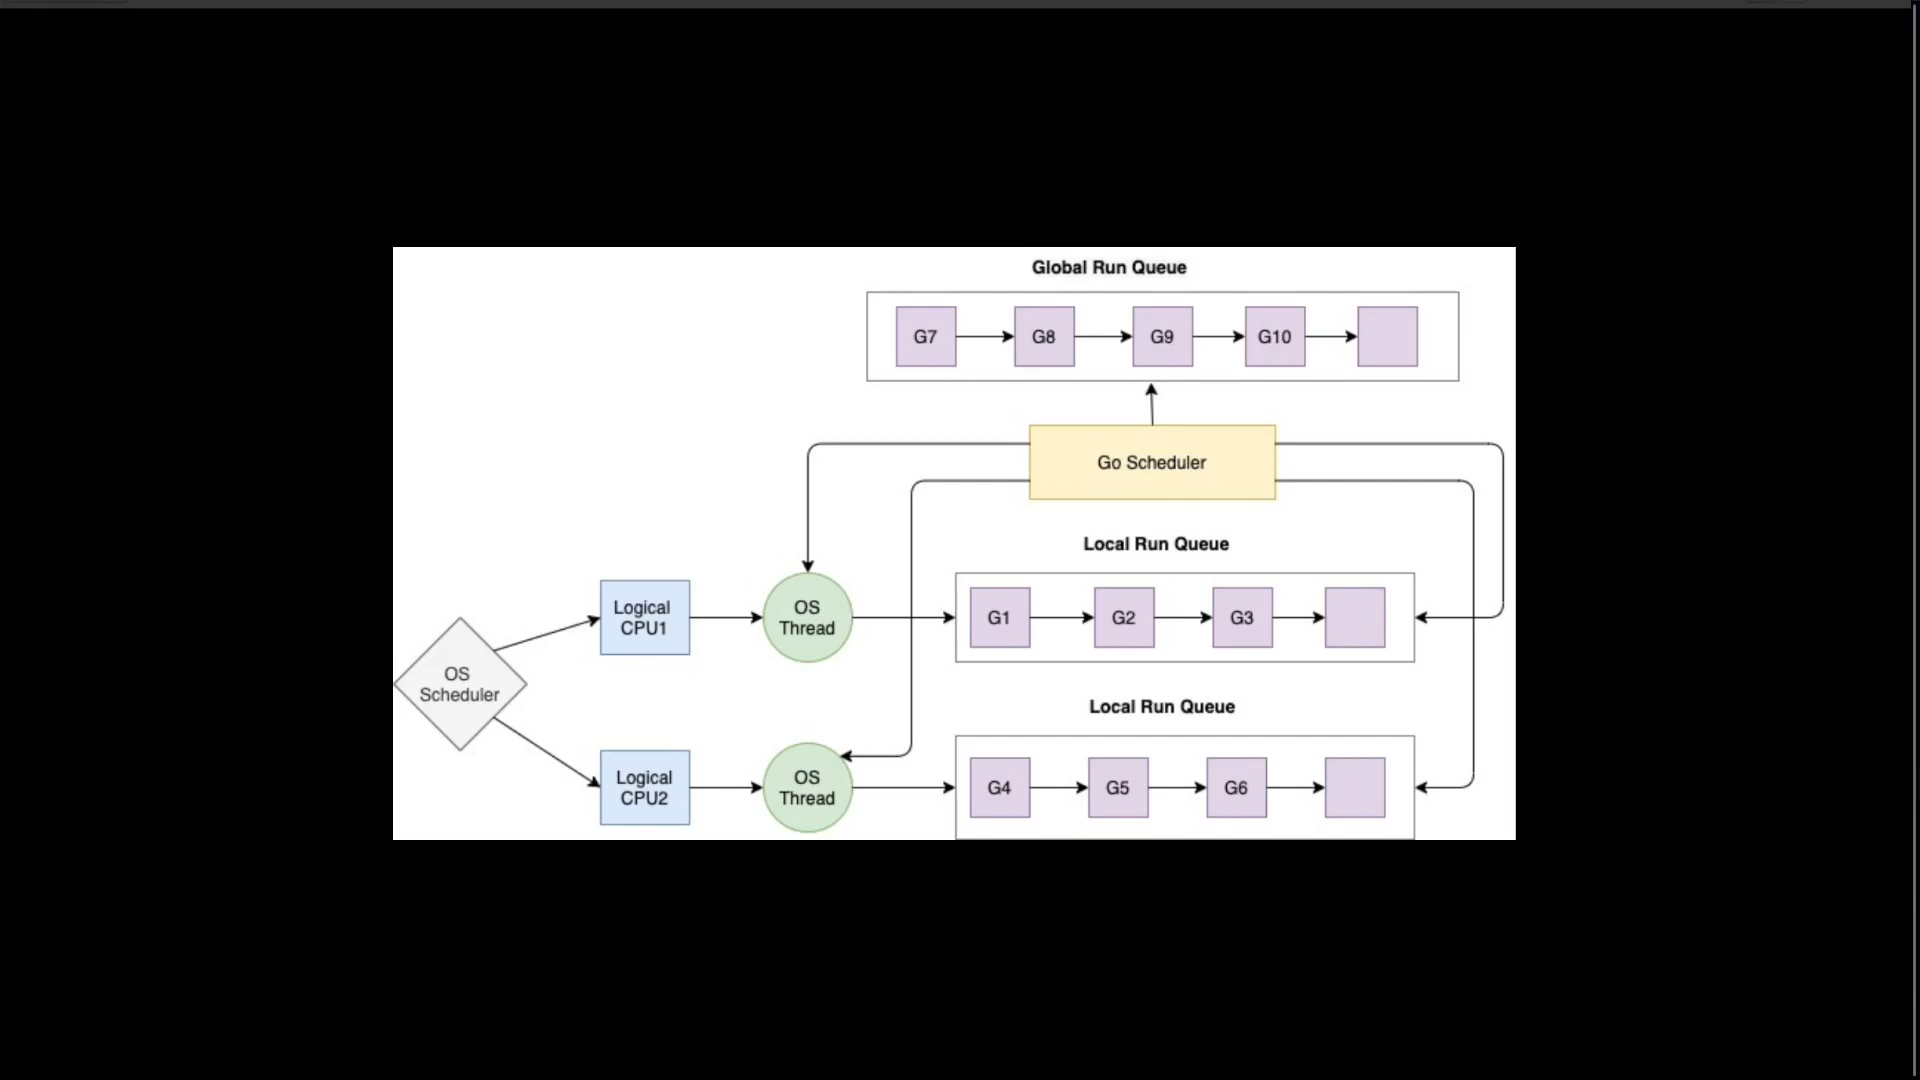 Global Run Queue
G7
G8
G9
G10
Go Scheduler
Local Run Queue
Logical
CPU1
OS
Thread
G1
G2
G3
OS
Scheduler
Local Run Queue
Logical
CPU2
OS
Thread
G4
G5
G6